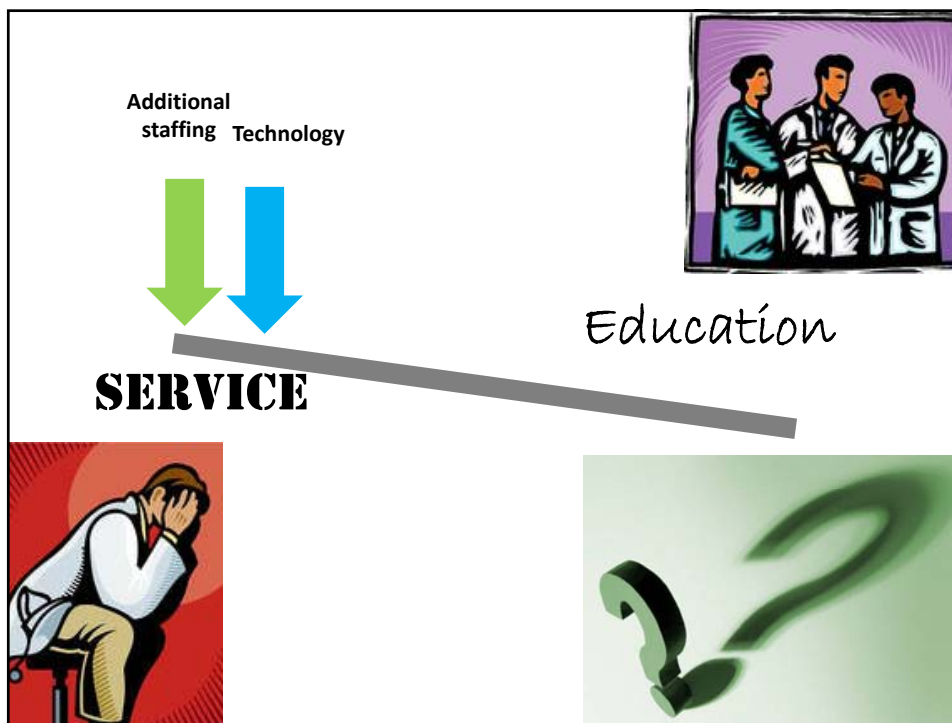 Additional
staffing
Technology
Education
SERVICE
?